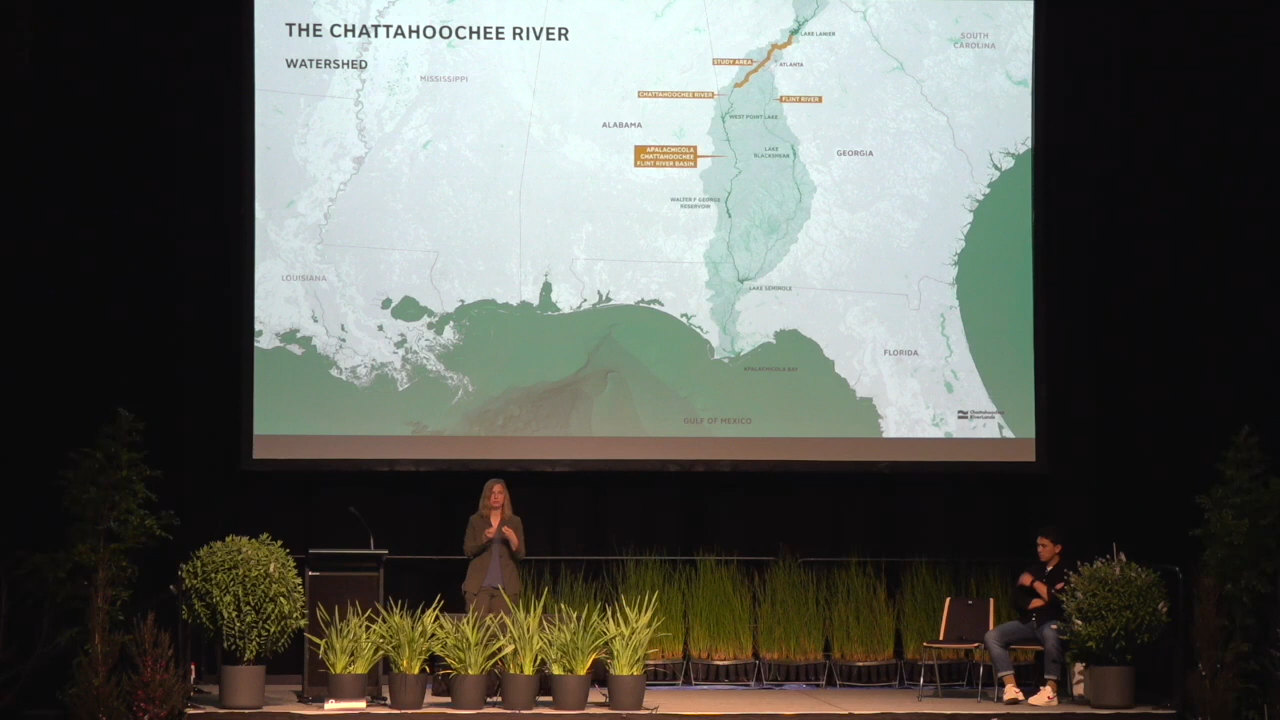 THE CHATTAHOOCHEE RIVER
WATERSHED
MISSISSIPPI
ALABAMA
LOUISIANA
LAKE LANIER
SOUTH
CAROLINA
STUDY AREA
ATLANTA
CHATTAHOOCHEE RIVER
FLINT RIVER
WEST POINT LAKE
APALACHICOLA
CHATTAHOOCHEE
FLINT RIVER BASIN
LAKE
BLACKSHEAR
GEORGIA
WALTER F GEORGE
RESERVOIR
LAKE SEMINOLE
FLORIDA
APALACHICOLA BAY
GULF OF MEXICO
Chattahoochee
RiverLands